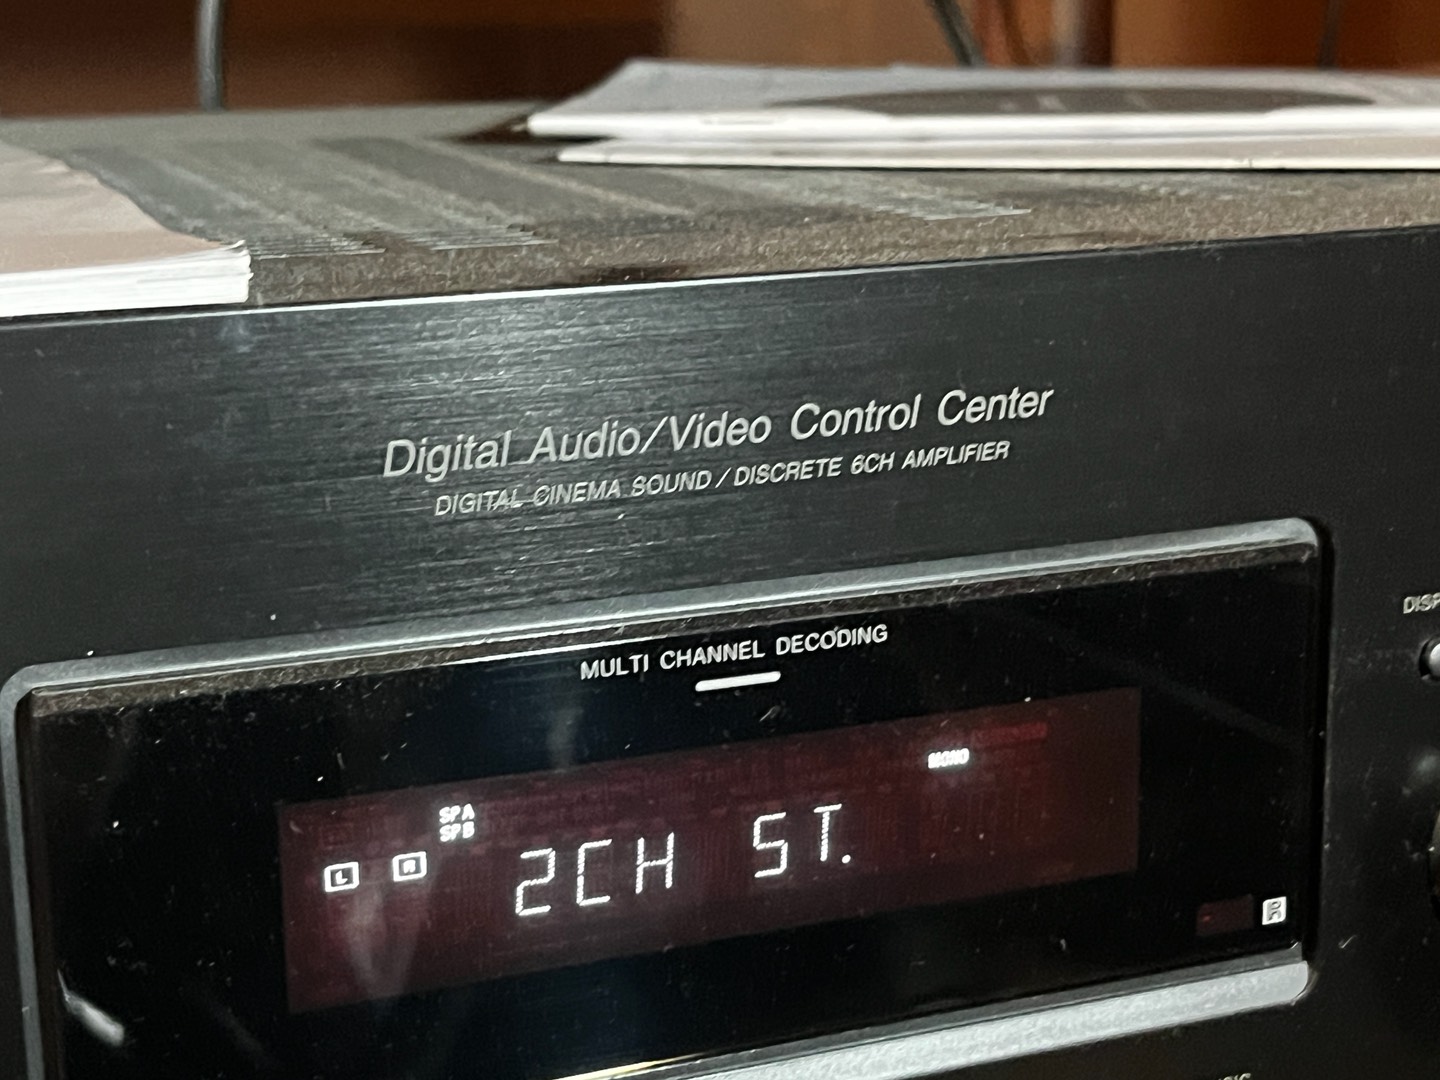 Digital Audio/Video Control Center
DIGITAL CINEMA SOUND / DISCRETE 6CH AMPLIFIER
MULTI CHANNEL DECODING
MONO
SP A
SP B
L R 2CH ST.